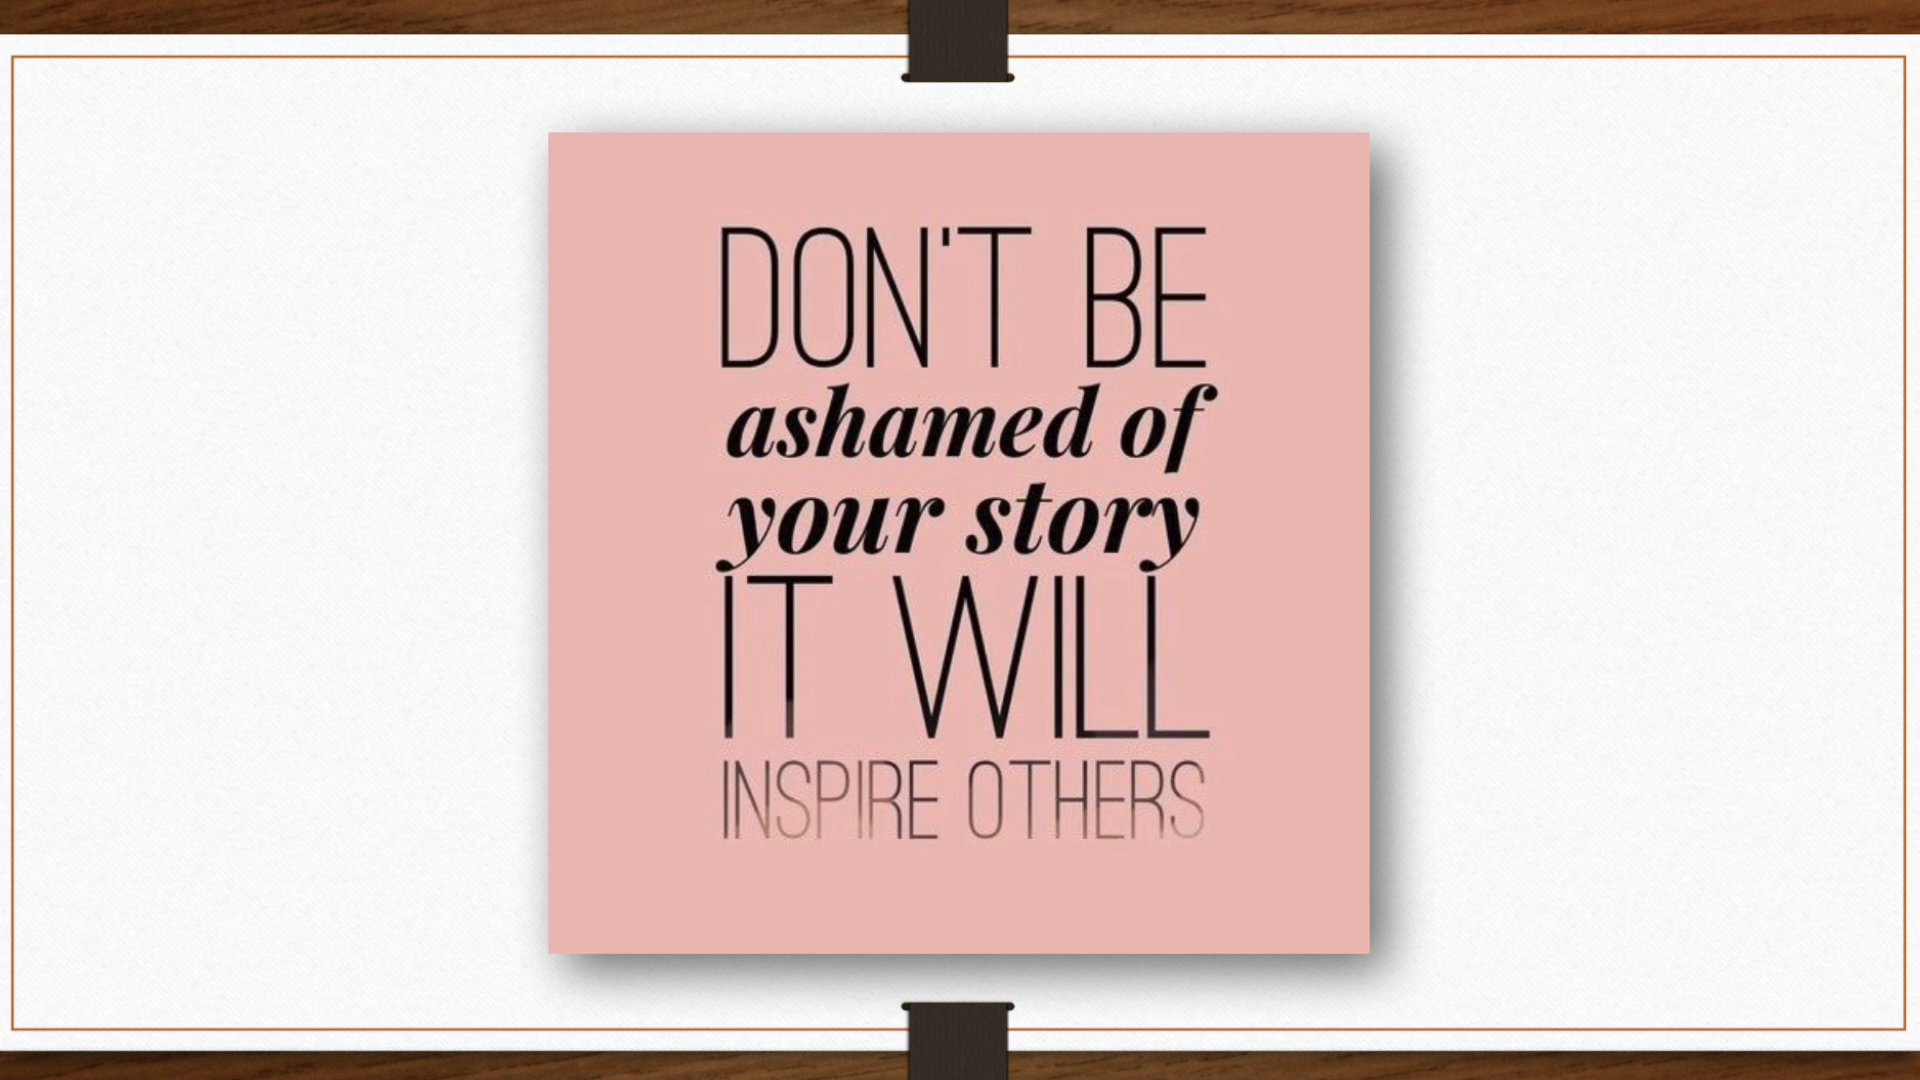 DON'T BE
ashamed of
your story
IT WILL
INSPIRE OTHERS